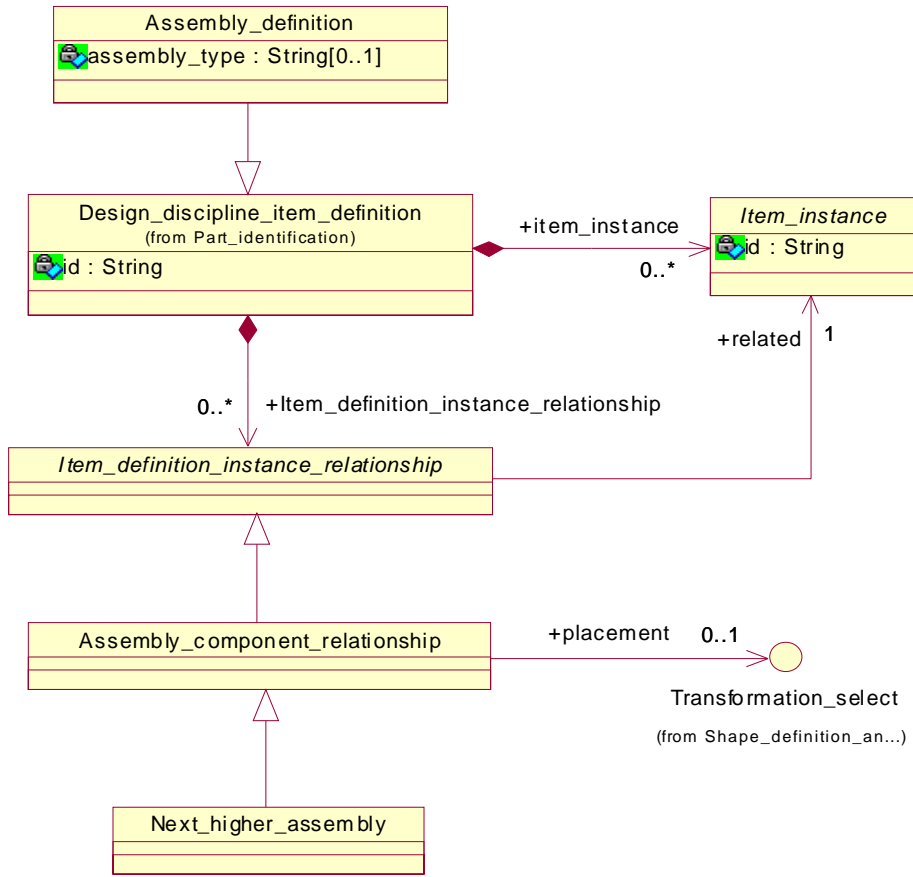 Assembly_definition
assembly_type : String[0..1]
Design_discipline_item_definition
(from Part_identification)
id : String
+item_instance
0..*
Item_instance
id : String
+related
1
0..*
+Item_definition_instance_relationship
Item_definition_instance_relationship
Assembly_component_relationship
+placement
0..1
Transformation_select
(from Shape_definition_an...)
Next_higher_assembly